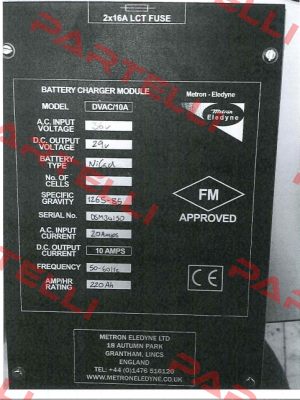 2x16A LCT FUSE
BATTERY CHARGER MODULE
Metron - Eledyne
MODEL DVAC/10A
Metron
Eledyne
A.C. INPUT VOLTAGE 36v
D.C. OUTPUT VOLTAGE 29v
BATTERY TYPE NiCad
No. OF CELLS
SPECIFIC GRAVITY 1265-85
SERIAL No.
A.C. INPUT CURRENT 20Amps
D.C. OUTPUT CURRENT 10 AMPS
FREQUENCY 50-60Hz
AMP/HR RATING 220Ah
FM
APPROVED
CE
METRON ELEDYNE LTD
18 AUTUMN PARK
GRANTHAM, LINCS
ENGLAND
TEL: +44 (0)1476 516120
WWW.METRONELEDYNE.CO.UK
PARTELLI